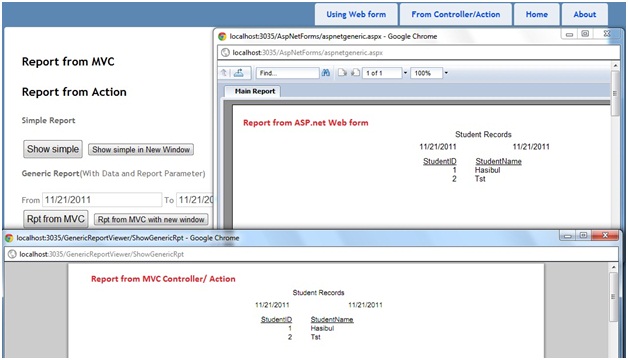 Using Web form From Controller/Action Home About
Report from MVC
Report from Action
Simple Report
Show simple Show simple in New Window
Generic Report(With Data and Report Parameter)
From 11/21/2011 To 11/21/20
Rpt from MVC Rpt from MVC with new window
localhost:3035/AspNetForms/aspnetgeneric.aspx - Google Chrome
localhost:3035/AspNetForms/aspnetgeneric.aspx
Find... 1 of 1 100%
Main Report
Report from ASP.net Web form
Student Records
11/21/2011 11/21/2011
StudentID StudentName
1 Hasibul
2 Tst
localhost:3035/GenericReportViewer/ShowGenericRpt - Google Chrome
localhost:3035/GenericReportViewer/ShowGenericRpt
Report from MVC Controller/ Action
Student Records
11/21/2011 11/21/2011
StudentID StudentName
1 Hasibul
2 Tst